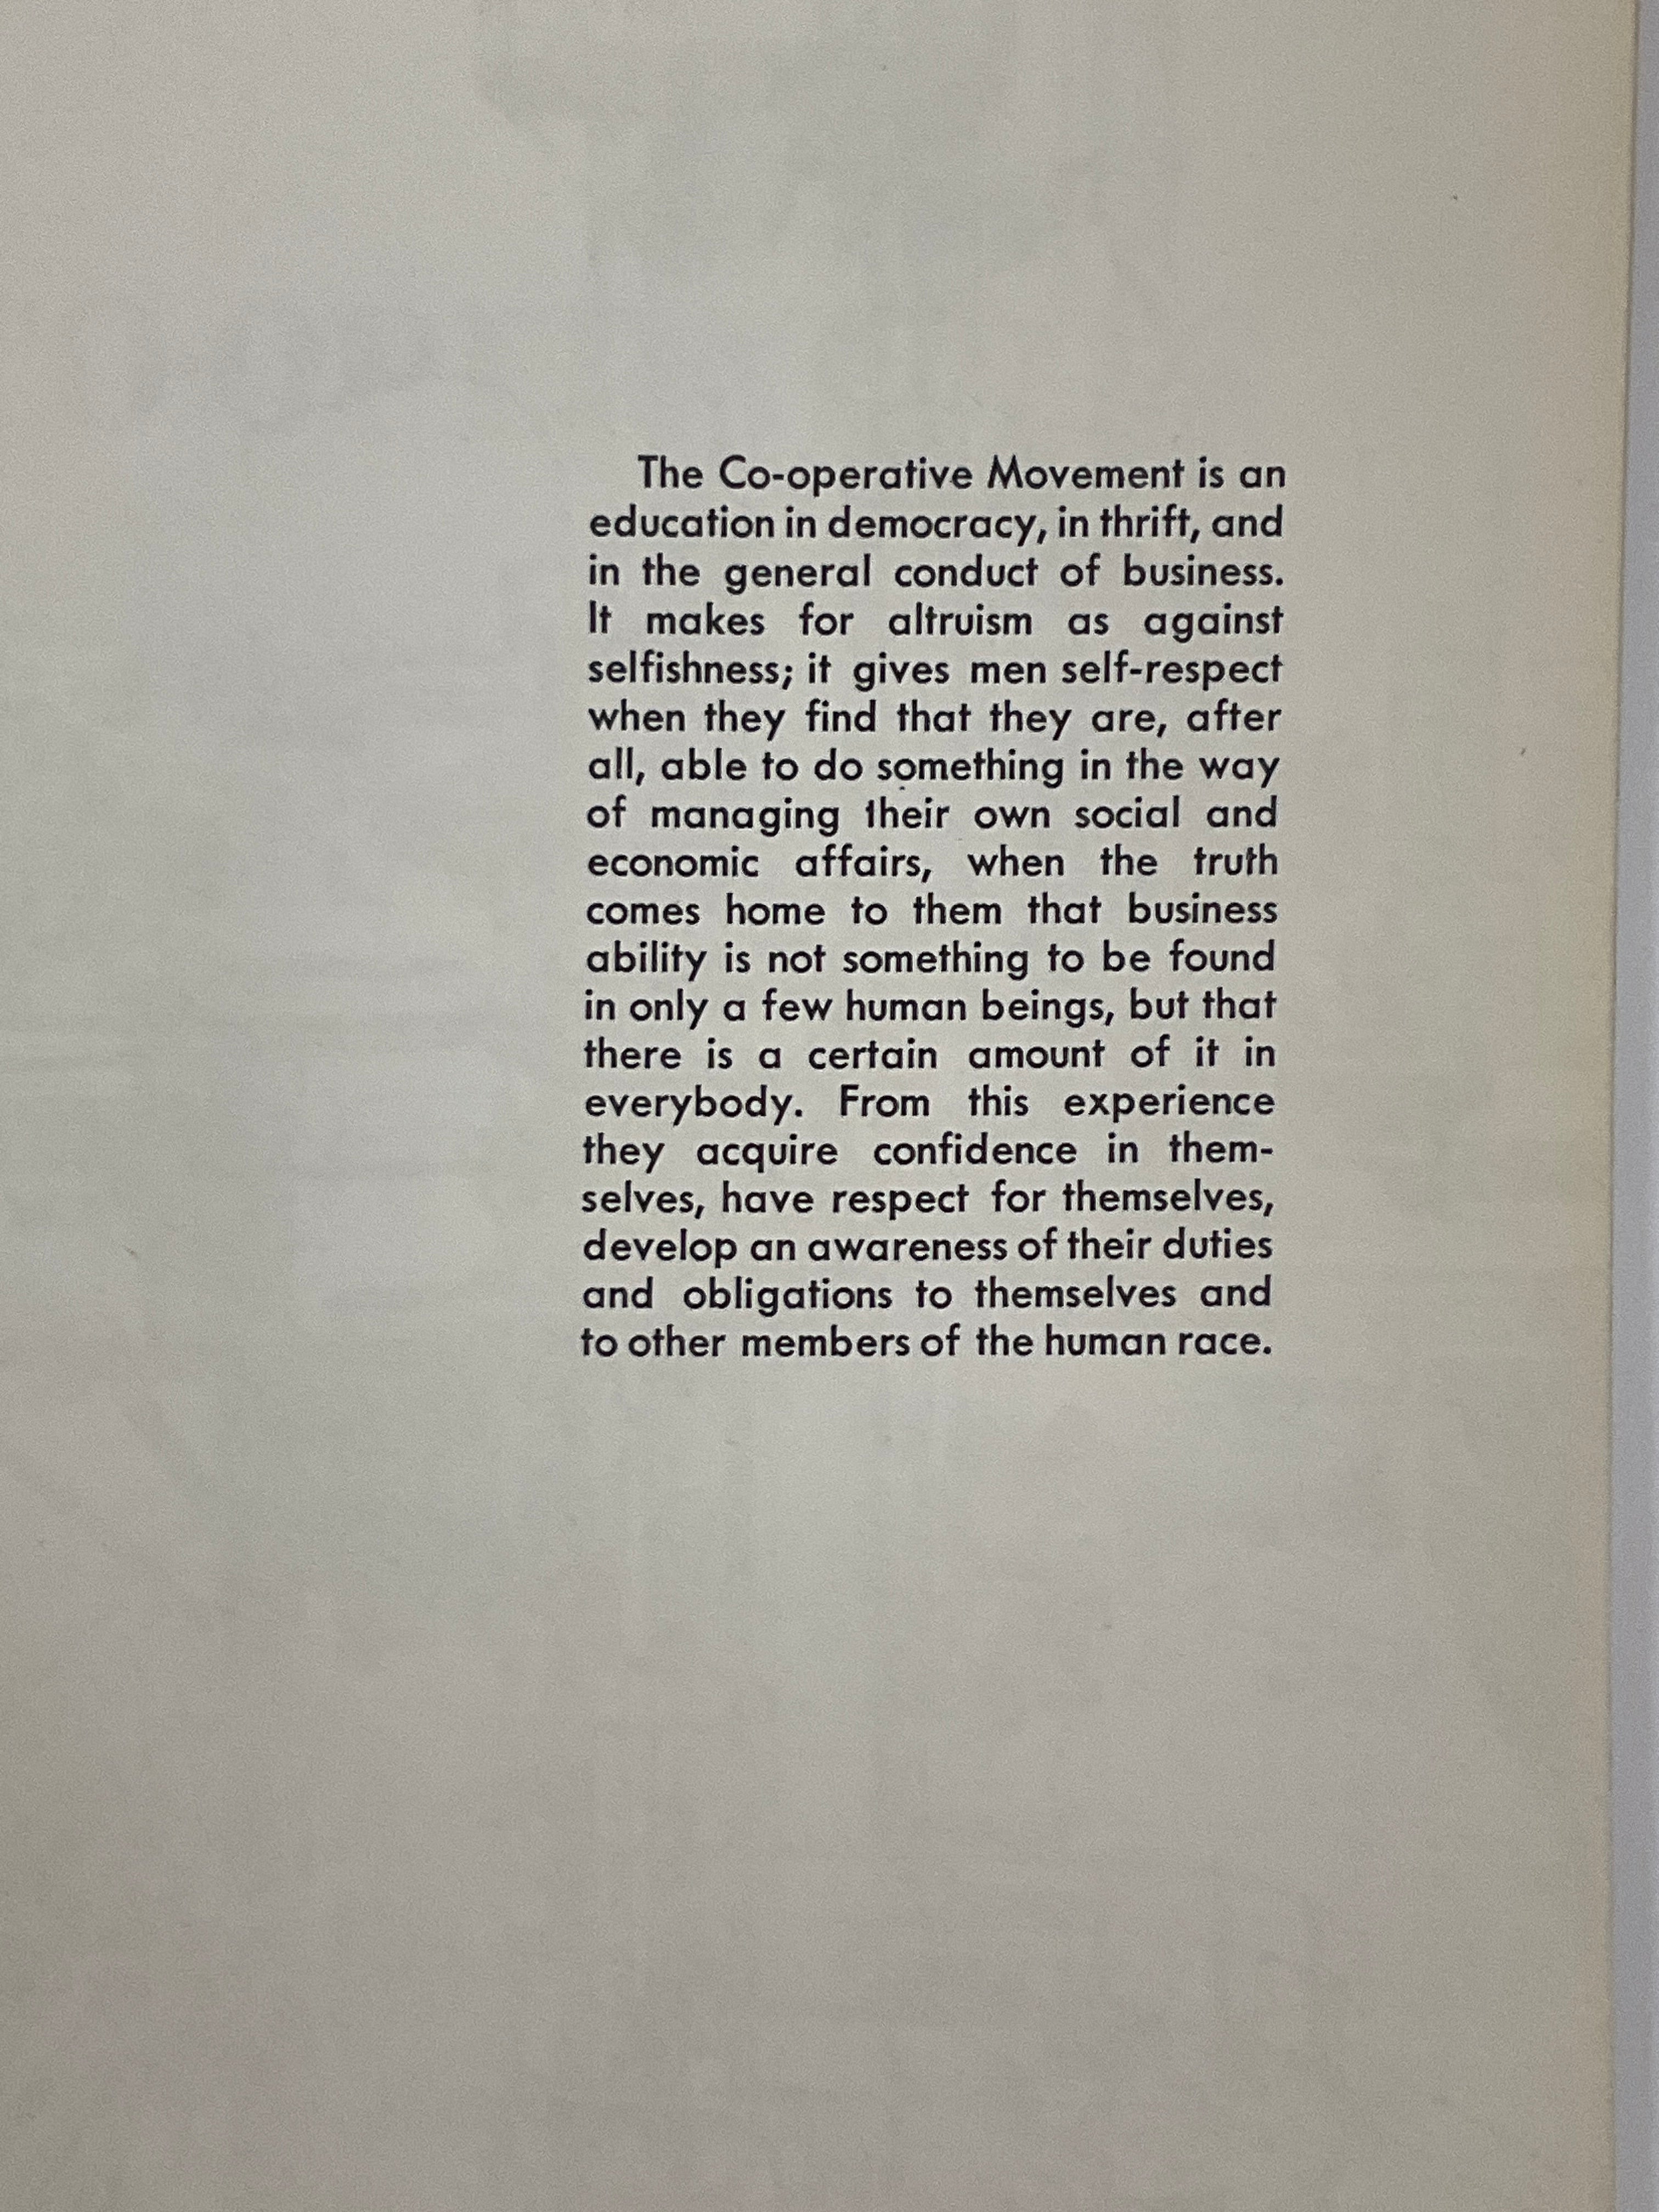 The Co-operative Movement is an
education in democracy, in thrift, and
in the general conduct of business.
It makes for altruism as against
selfishness; it gives men self-respect
when they find that they are, after
all, able to do something in the way
of managing their own social and
economic affairs, when the truth
comes home to them that business
ability is not something to be found
in only a few human beings, but that
there is a certain amount of it in
everybody. From this experience
they acquire confidence in them-
selves, have respect for themselves,
develop an awareness of their duties
and obligations to themselves and
to other members of the human race.